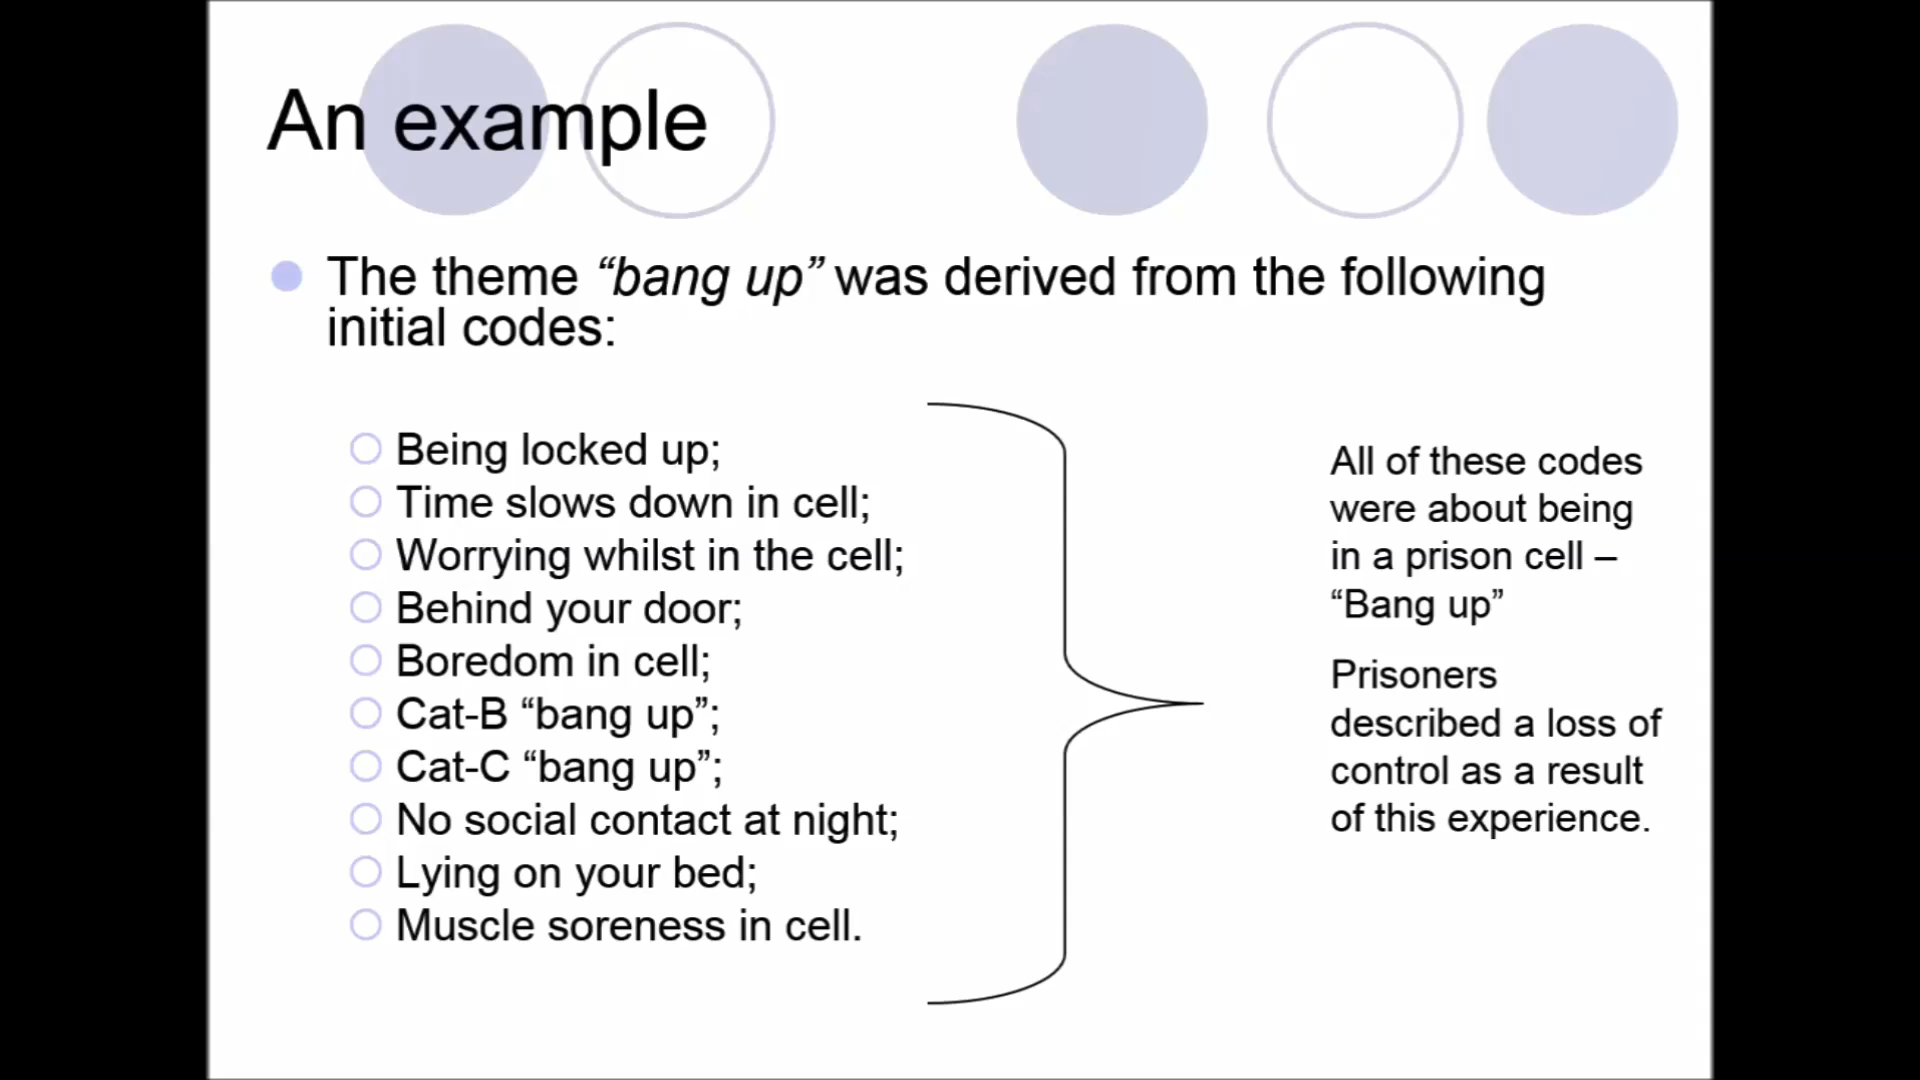 An example
The theme “bang up” was derived from the following
initial codes:
Being locked up;
Time slows down in cell;
Worrying whilst in the cell;
Behind your door;
Boredom in cell;
Cat-B “bang up”;
Cat-C “bang up”;
No social contact at night;
Lying on your bed;
Muscle soreness in cell.
All of these codes
were about being
in a prison cell –
“Bang up”
Prisoners
described a loss of
control as a result
of this experience.